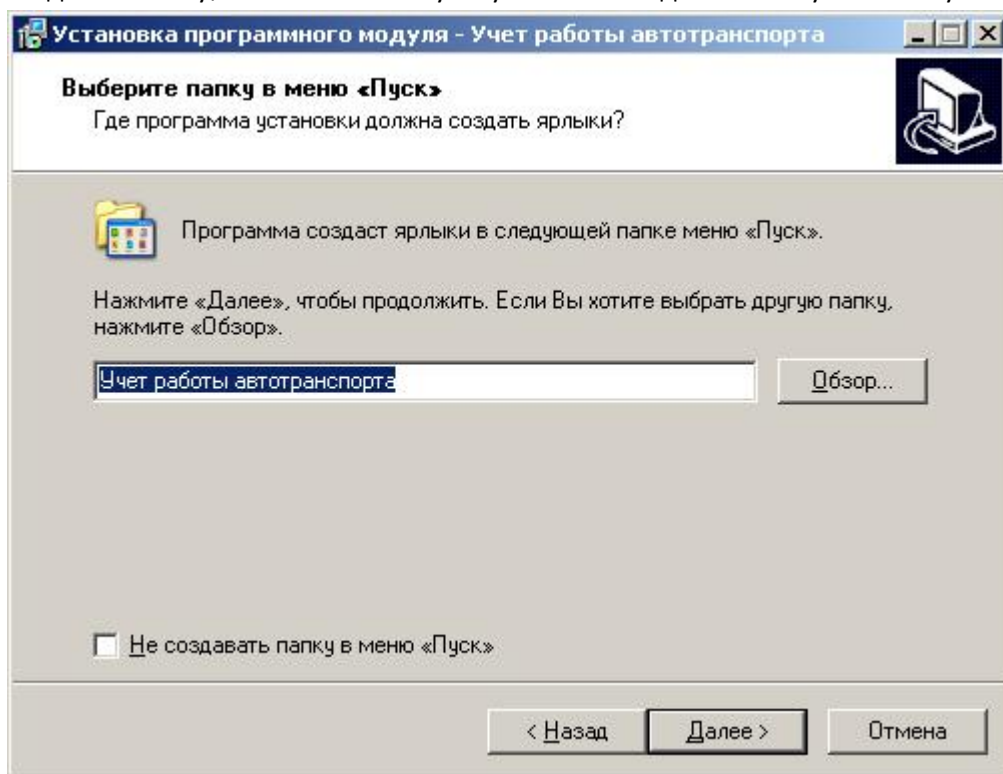 Установка программного модуля - Учет работы автотранспорта
Выберите папку в меню «Пуск»
Где программа установки должна создать ярлыки?
Программа создаст ярлыки в следующей папке меню «Пуск».
Нажмите «Далее», чтобы продолжить. Если Вы хотите выбрать другую папку,
нажмите «Обзор».
Учет работы автотранспорта
Обзор...
Не создавать папку в меню «Пуск»
< Назад
Далее >
Отмена